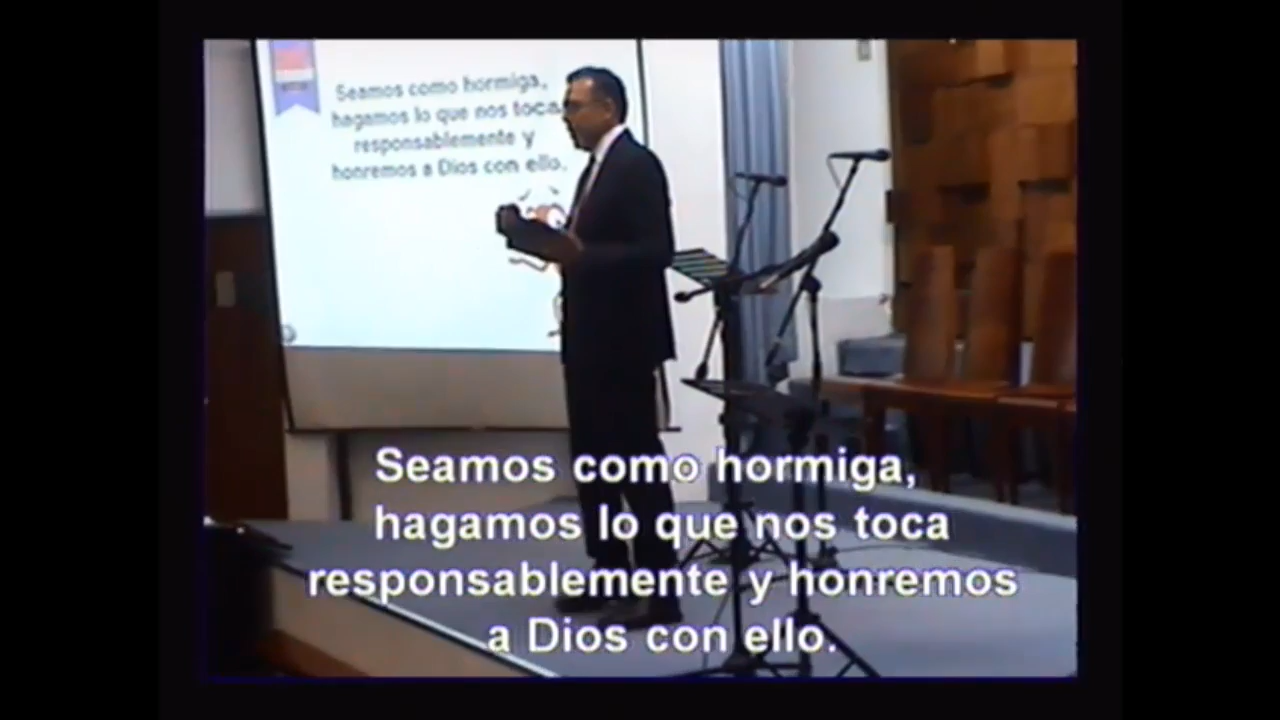 Seamos como hormiga,
hagamos lo que nos toca
responsablemente y
honremos a Dios con ello.
Seamos como hormiga,
hagamos lo que nos toca
responsablemente y honremos
a Dios con ello.